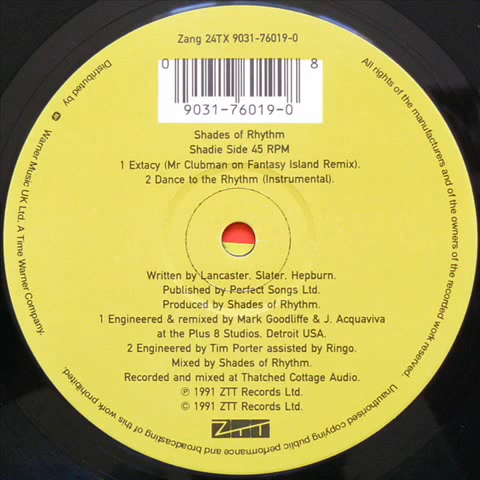 Zang 24TX 9031-76019-0
0 8
9031-76019-0
Shades of Rhythm
Shadie Side 45 RPM
1 Extacy (Mr Clubman on Fantasy Island Remix).
2 Dance to the Rhythm (Instrumental).
Written by Lancaster, Slater, Hepburn.
Published by Perfect Songs Ltd.
Produced by Shades of Rhythm.
1 Engineered & remixed by Mark Goodliffe & J. Acquaviva
at the Plus 8 Studios, Detroit USA.
2 Engineered by Tim Porter assisted by Ringo.
Mixed by Shades of Rhythm.
Recorded and mixed at Thatched Cottage Audio.
℗ 1991 ZTT Records Ltd.
© 1991 ZTT Records Ltd.
ZTT
All rights of the manufacturers and of the owners of the recorded work reserved. Unauthorised copying public performance and broadcasting of this work prohibited.
Distributed by Warner Music UK Ltd. A Time Warner Company.